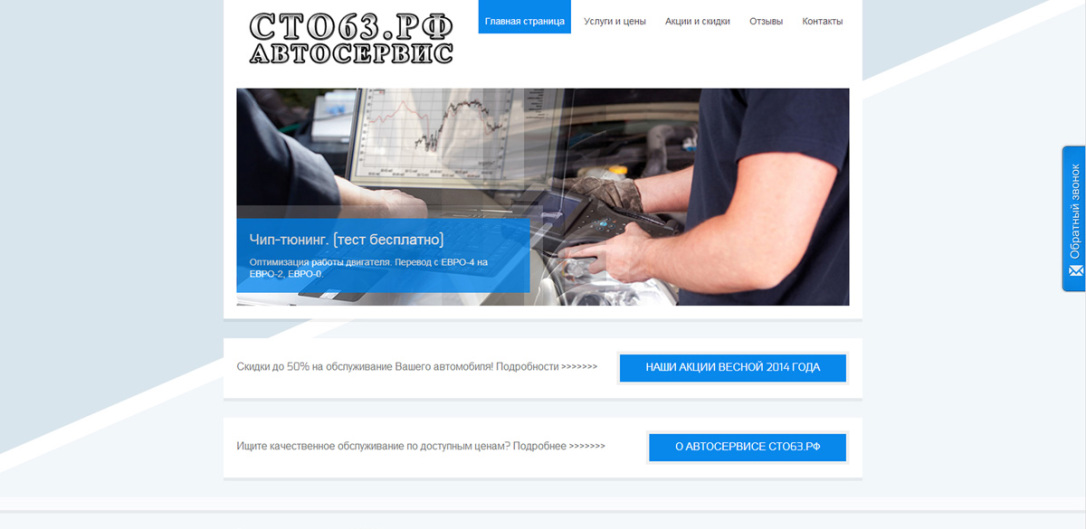 СТО63.РФ
АВТОСЕРВИС
Главная страница
Услуги и цены
Акции и скидки
Отзывы
Контакты
Чип-тюнинг. [тест бесплатно]
Оптимизация работы двигателя. Перевод с ЕВРО-4 на
ЕВРО-2, ЕВРО-0.
Обратный звонок
Скидки до 50% на обслуживание Вашего автомобиля! Подробности >>>>>>>
НАШИ АКЦИИ ВЕСНОЙ 2014 ГОДА
Ищите качественное обслуживание по доступным ценам? Подробнее >>>>>>>
О АВТОСЕРВИСЕ СТО63.РФ